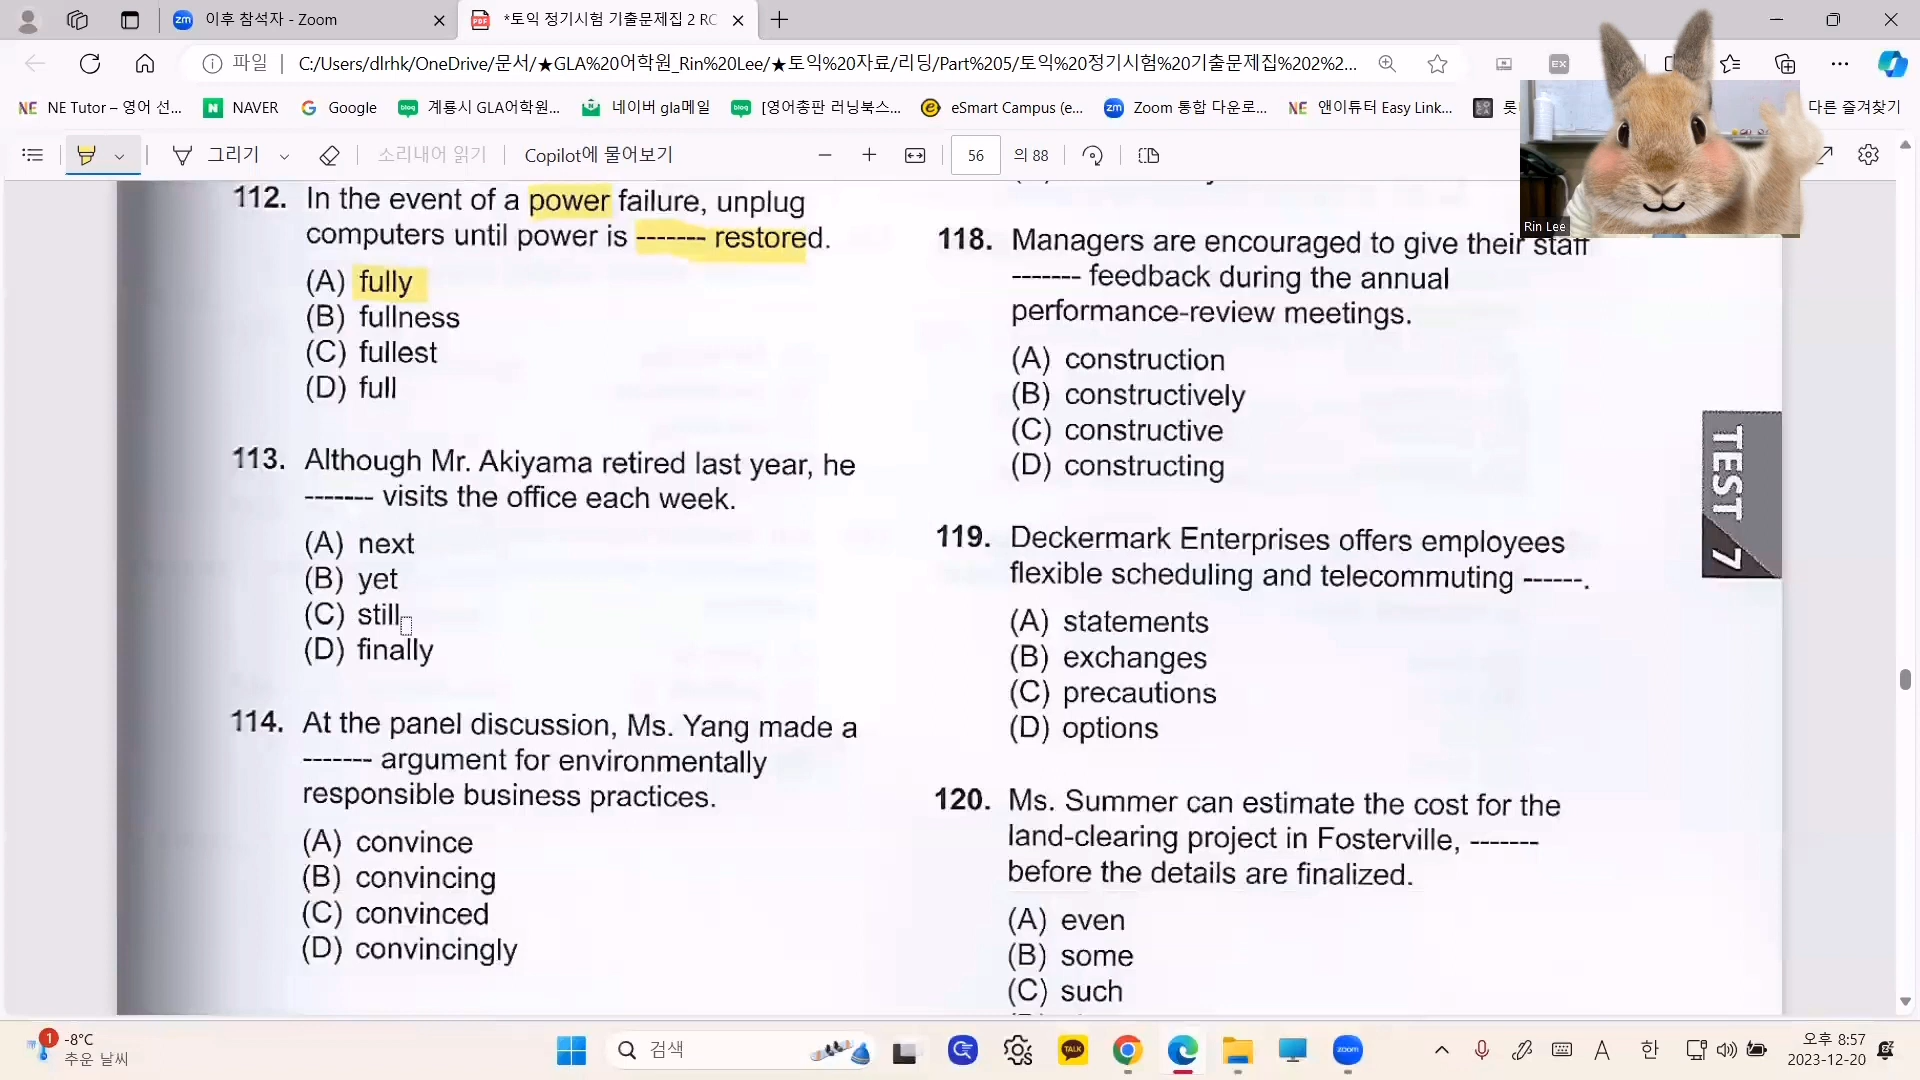 이후 참석자 - Zoom
*토익 정기시험 기출문제집 2 RC
파일
C:/Users/dlrhk/OneDrive/문서/★GLA%20어학원_Rin%20Lee/★토익%20자료/리딩/Part%205/토익%20정기시험%20기출문제집%202%2...
NE Tutor – 영어 선...
NAVER
Google
계룡시 GLA어학원...
네이버 gla메일
[영어총판 러닝북스...
eSmart Campus (e...
Zoom 통합 다운로...
앤이튜터 Easy Link...
다른 즐겨찾기
그리기
소리내어 읽기
Copilot에 물어보기
56
의 88
Rin Lee
112. In the event of a power failure, unplug
computers until power is ------- restored.
(A) fully
(B) fullness
(C) fullest
(D) full
113. Although Mr. Akiyama retired last year, he
------- visits the office each week.
(A) next
(B) yet
(C) still
(D) finally
114. At the panel discussion, Ms. Yang made a
------- argument for environmentally
responsible business practices.
(A) convince
(B) convincing
(C) convinced
(D) convincingly
118. Managers are encouraged to give their staff
------- feedback during the annual
performance-review meetings.
(A) construction
(B) constructively
(C) constructive
(D) constructing
119. Deckermark Enterprises offers employees
flexible scheduling and telecommuting ------.
(A) statements
(B) exchanges
(C) precautions
(D) options
120. Ms. Summer can estimate the cost for the
land-clearing project in Fosterville, -------
before the details are finalized.
(A) even
(B) some
(C) such
TEST 7
1
-8°C
추운 날씨
검색
TALK
zoom
A
한
오후 8:57
2023-12-20